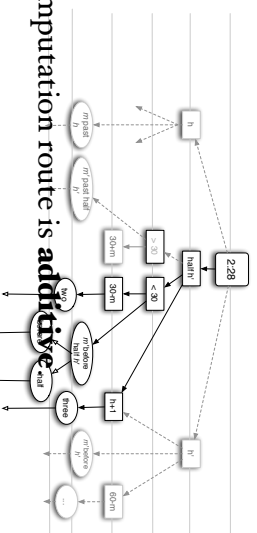 2:28
h
half h'
h'
> 30
< 30
30+m
30-m
h+1
60-m
m past
h'
m' past half
h'
m' before
half h'
m' before
h'
two
three
...
half
mputation route is additive